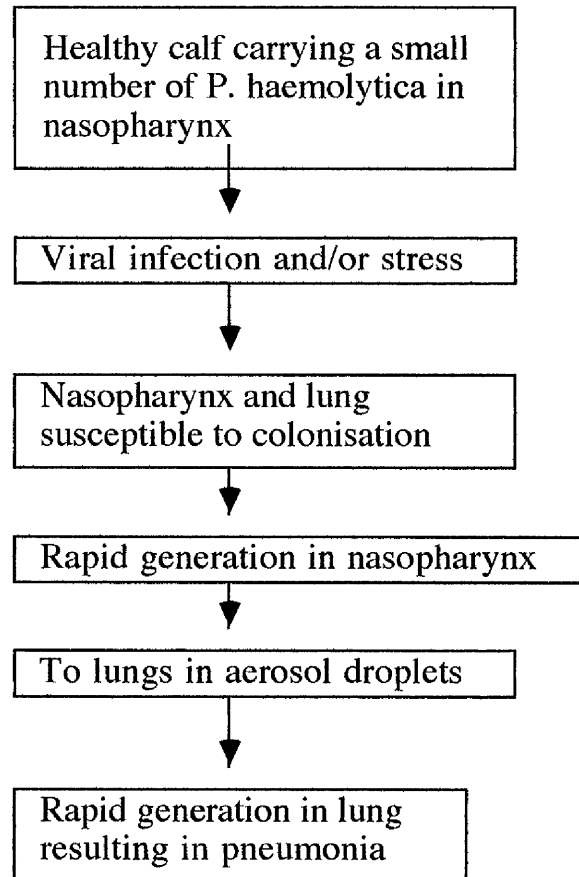 Healthy calf carrying a small
number of P. haemolytica in
nasopharynx
Viral infection and/or stress
Nasopharynx and lung
susceptible to colonisation
Rapid generation in nasopharynx
To lungs in aerosol droplets
Rapid generation in lung
resulting in pneumonia